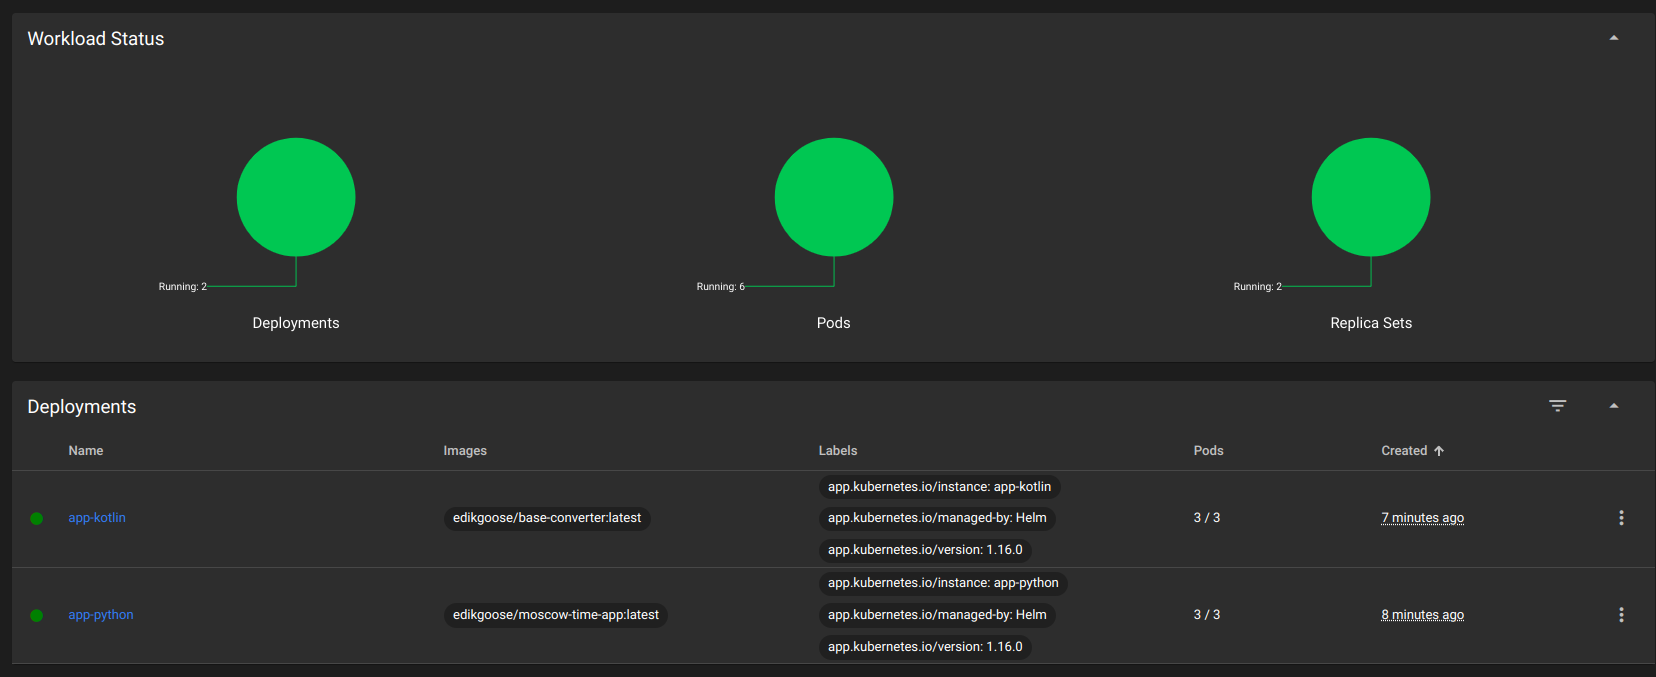 Workload Status
Running: 2
Running: 6
Running: 2
Deployments
Pods
Replica Sets
Deployments
Name Images Labels Pods Created
app-kotlin edikgoose/base-converter:latest app.kubernetes.io/instance: app-kotlin 3 / 3 7 minutes ago
app.kubernetes.io/managed-by: Helm
app.kubernetes.io/version: 1.16.0
app-python edikgoose/moscow-time-app:latest app.kubernetes.io/instance: app-python 3 / 3 8 minutes ago
app.kubernetes.io/managed-by: Helm
app.kubernetes.io/version: 1.16.0